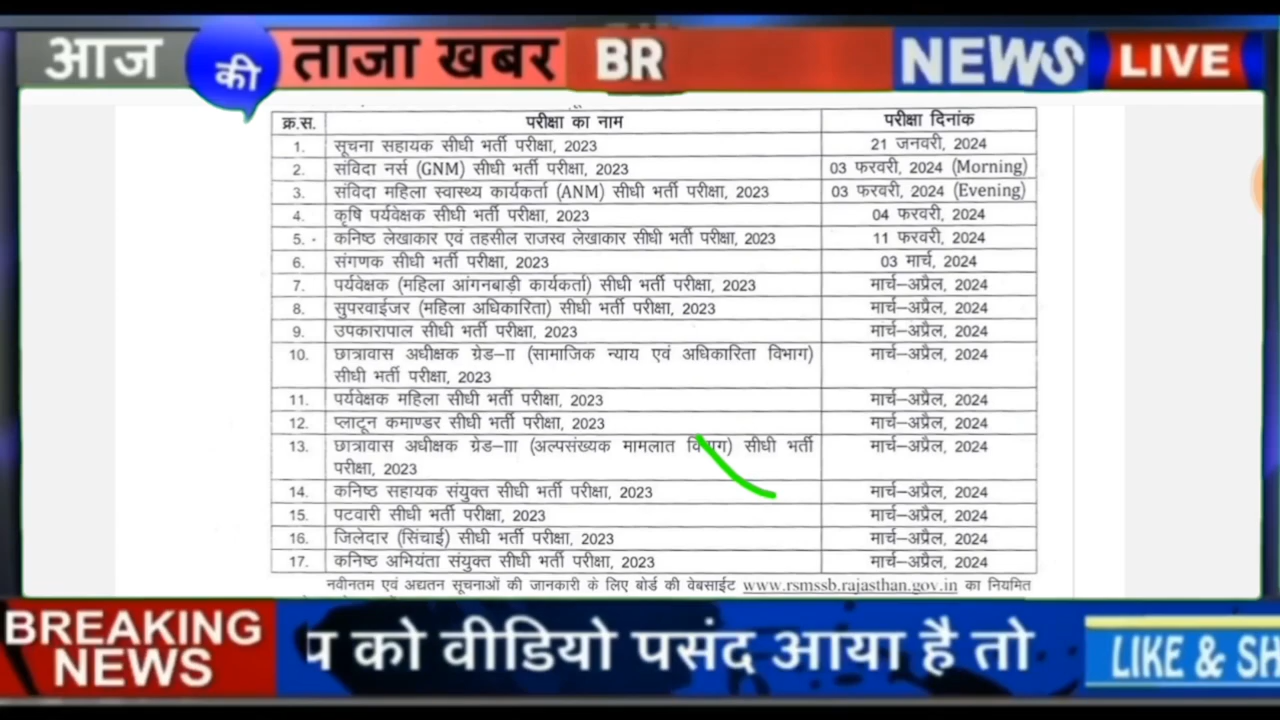 आज की ताजा खबर BR NEWS LIVE
क्र.स. परीक्षा का नाम परीक्षा दिनांक
1. सूचना सहायक सीधी भर्ती परीक्षा, 2023 21 जनवरी, 2024
2. संविदा नर्स (GNM) सीधी भर्ती परीक्षा, 2023 03 फरवरी, 2024 (Morning)
3. संविदा महिला स्वास्थ्य कार्यकर्ता (ANM) सीधी भर्ती परीक्षा, 2023 03 फरवरी, 2024 (Evening)
4. कृषि पर्यवेक्षक सीधी भर्ती परीक्षा, 2023 04 फरवरी, 2024
5. कनिष्ठ लेखाकार एवं तहसील राजस्व लेखाकार सीधी भर्ती परीक्षा, 2023 11 फरवरी, 2024
6. संगणक सीधी भर्ती परीक्षा, 2023 03 मार्च, 2024
7. पर्यवेक्षक (महिला आंगनबाड़ी कार्यकर्ता) सीधी भर्ती परीक्षा, 2023 मार्च–अप्रैल, 2024
8. सुपरवाईजर (महिला अधिकारिता) सीधी भर्ती परीक्षा, 2023 मार्च–अप्रैल, 2024
9. उपकारापाल सीधी भर्ती परीक्षा, 2023 मार्च–अप्रैल, 2024
10. छात्रावास अधीक्षक ग्रेड–II (सामाजिक न्याय एवं अधिकारिता विभाग) मार्च–अप्रैल, 2024
सीधी भर्ती परीक्षा, 2023
11. पर्यवेक्षक महिला सीधी भर्ती परीक्षा, 2023 मार्च–अप्रैल, 2024
12. प्लाटून कमाण्डर सीधी भर्ती परीक्षा, 2023 मार्च–अप्रैल, 2024
13. छात्रावास अधीक्षक ग्रेड–III (अल्पसंख्यक मामलात विभाग) सीधी भर्ती मार्च–अप्रैल, 2024
परीक्षा, 2023
14. कनिष्ठ सहायक संयुक्त सीधी भर्ती परीक्षा, 2023 मार्च–अप्रैल, 2024
15. पटवारी सीधी भर्ती परीक्षा, 2023 मार्च–अप्रैल, 2024
16. जिलेदार (सिंचाई) सीधी भर्ती परीक्षा, 2023 मार्च–अप्रैल, 2024
17. कनिष्ठ अभियंता संयुक्त सीधी भर्ती परीक्षा, 2023 मार्च–अप्रैल, 2024
नवीनतम एवं अद्यतन सूचनाओं की जानकारी के लिए बोर्ड की वेबसाईट www.rsmssb.rajasthan.gov.in का नियमित
BREAKING NEWS
को वीडियो पसंद आया है तो
LIKE & SH